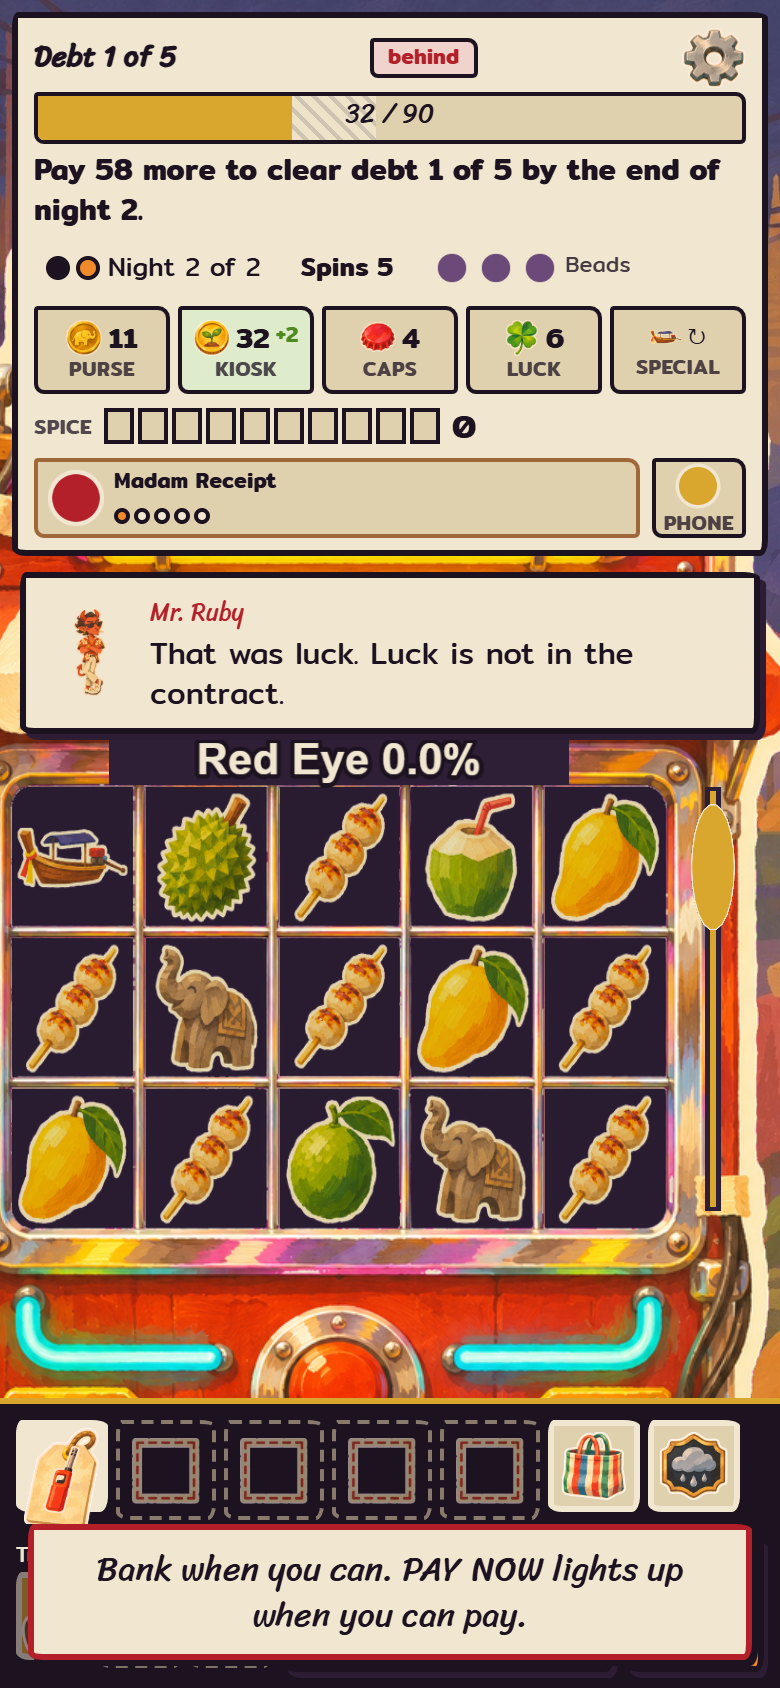 Debt 1 of 5
behind
32 / 90
Pay 58 more to clear debt 1 of 5 by the end of
night 2.
Night 2 of 2
Spins 5
Beads
11
PURSE
32 +2
KIOSK
4
CAPS
6
LUCK
↻
SPECIAL
SPICE
0
Madam Receipt
PHONE
Mr. Ruby
That was luck. Luck is not in the
contract.
Red Eye 0.0%
Bank when you can. PAY NOW lights up
when you can pay.